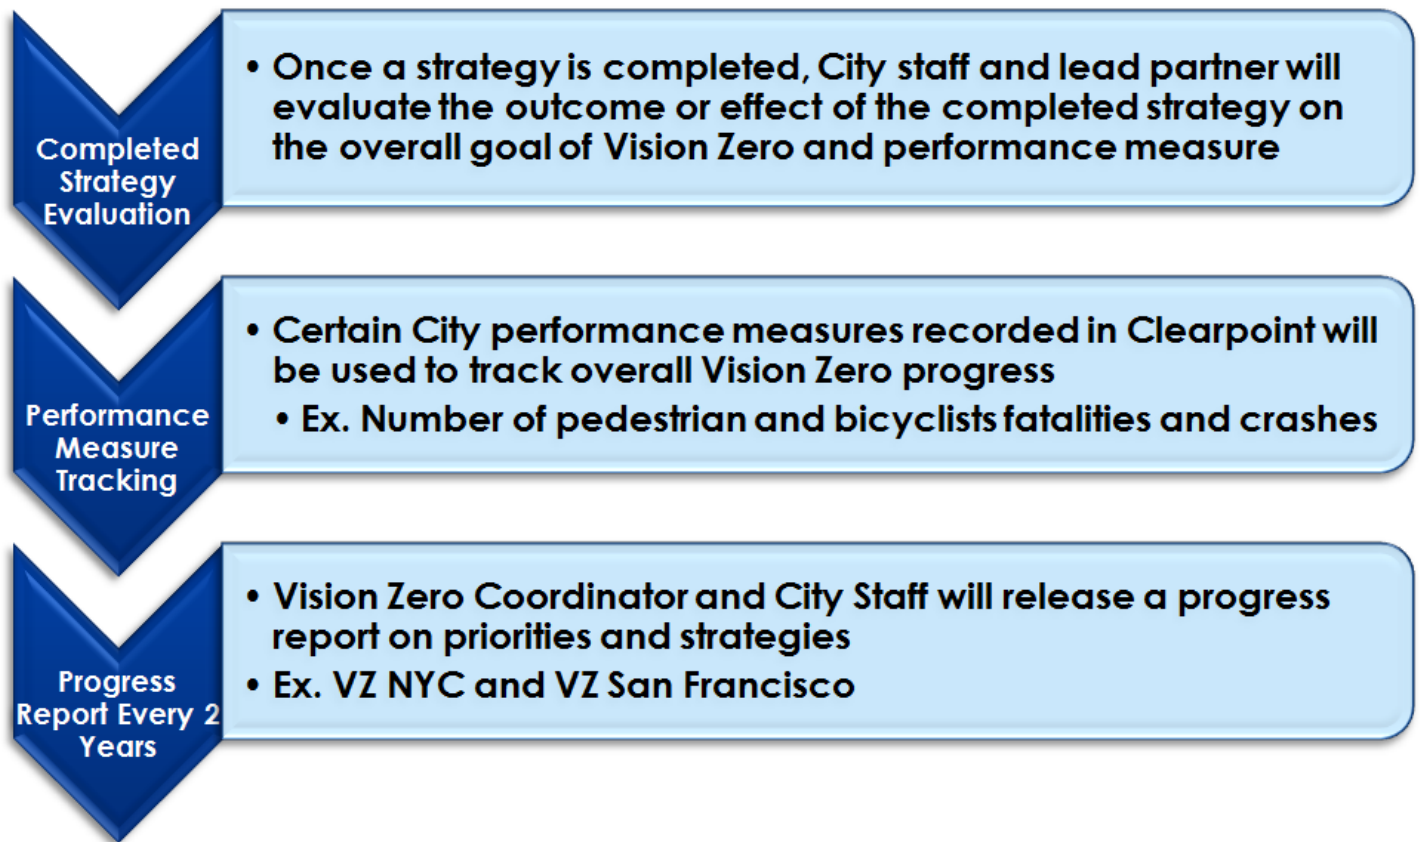 Completed
Strategy
Evaluation
• Once a strategy is completed, City staff and lead partner will
evaluate the outcome or effect of the completed strategy on
the overall goal of Vision Zero and performance measure
Performance
Measure
Tracking
• Certain City performance measures recorded in Clearpoint will
be used to track overall Vision Zero progress
• Ex. Number of pedestrian and bicyclists fatalities and crashes
Progress
Report Every 2
Years
• Vision Zero Coordinator and City Staff will release a progress
report on priorities and strategies
• Ex. VZ NYC and VZ San Francisco